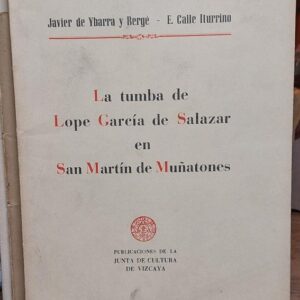 Javier de Ybarra y Bergé - E. Calle Iturrino
La tumba de
Lope García de Salazar
en
San Martín de Muñatones
PUBLICACIONES DE LA
JUNTA DE CULTURA
DE VIZCAYA